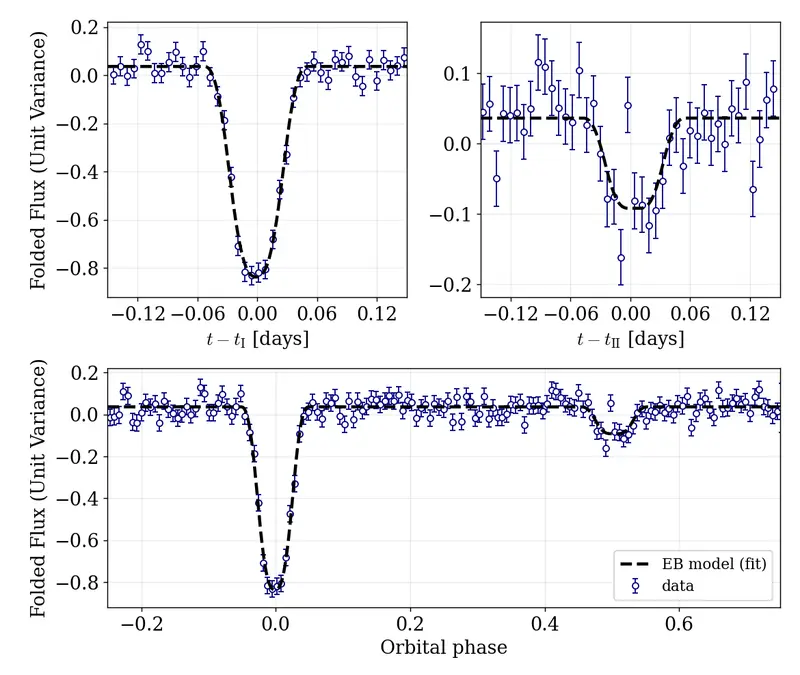 Folded Flux (Unit Variance)
0.2
0.0
−0.2
−0.4
−0.6
−0.8
−0.12 −0.06 0.00 0.06 0.12
t − tI [days]
0.1
0.0
−0.1
−0.2
−0.12 −0.06 0.00 0.06 0.12
t − tII [days]
Folded Flux (Unit Variance)
0.2
0.0
−0.2
−0.4
−0.6
−0.8
EB model (fit)
data
−0.2 0.0 0.2 0.4 0.6
Orbital phase